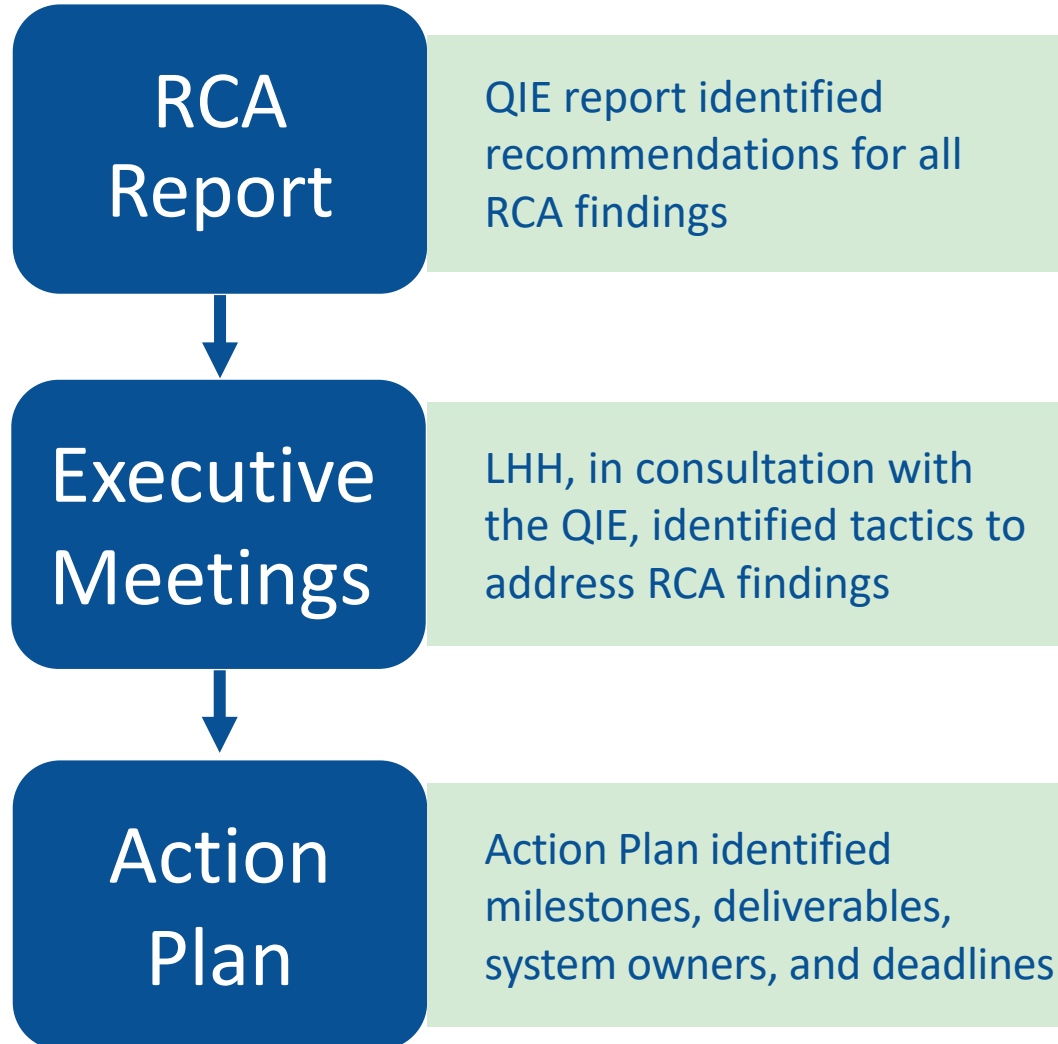 RCA
Report
QIE report identified
recommendations for all
RCA findings
Executive
Meetings
LHH, in consultation with
the QIE, identified tactics to
address RCA findings
Action
Plan
Action Plan identified
milestones, deliverables,
system owners, and deadlines